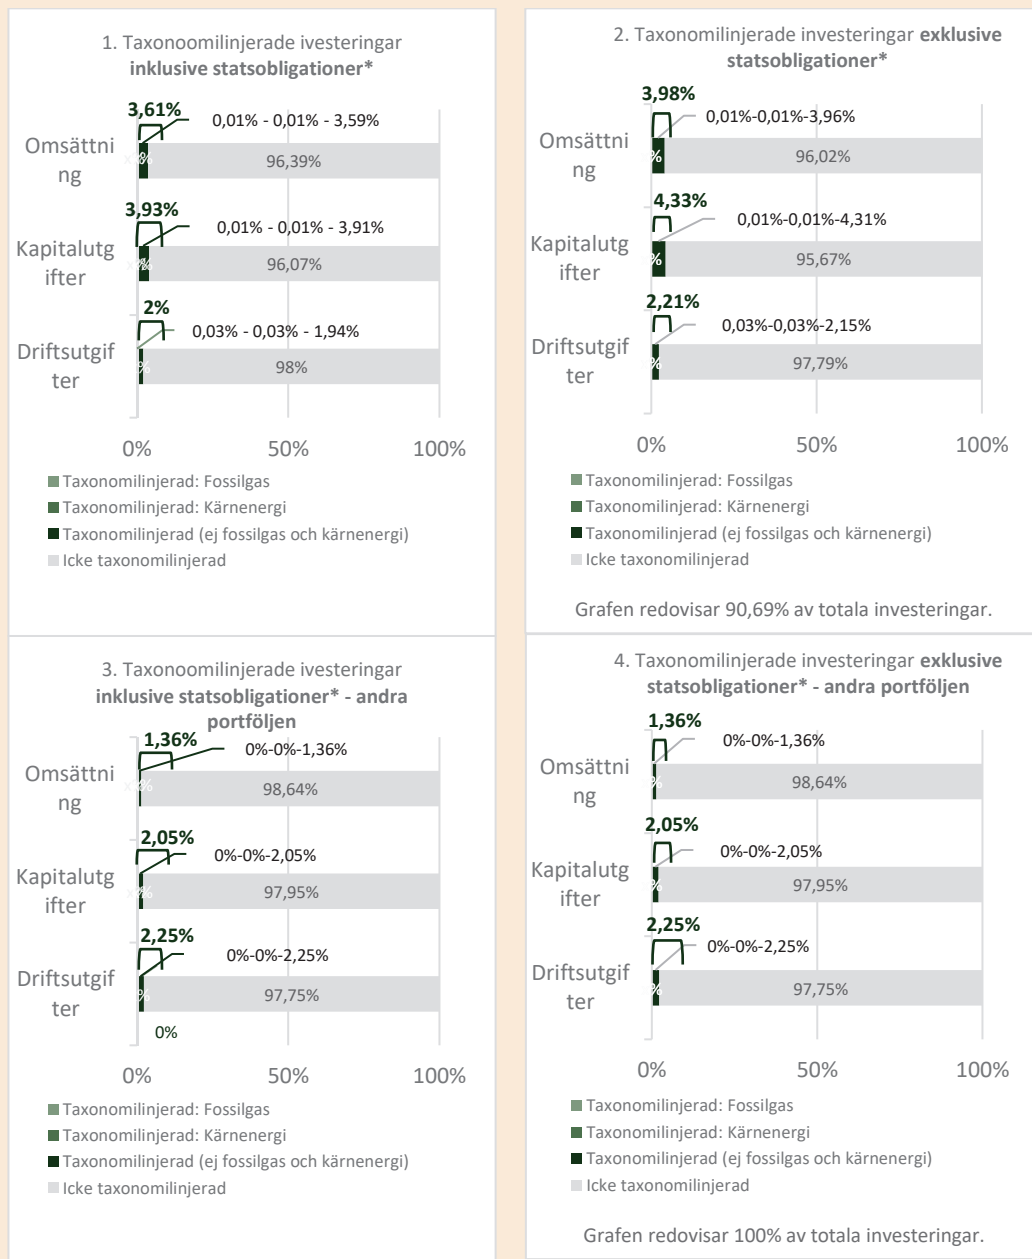 1. Taxonoomilinjerade ivesteringar
inklusive statsobligationer*
3,61%
0,01% - 0,01% - 3,59%
Omsättni
ng
96,39%
3,93%
0,01% - 0,01% - 3,91%
Kapitalutg
ifter
96,07%
2%
0,03% - 0,03% - 1,94%
Driftsutgif
ter
98%
0% 50% 100%
Taxonomilinjerad: Fossilgas
Taxonomilinjerad: Kärnenergi
Taxonomilinjerad (ej fossilgas och kärnenergi)
Icke taxonomilinjerad
2. Taxonomilinjerade investeringar exklusive
statsobligationer*
3,98%
0,01%-0,01%-3,96%
Omsättni
ng
96,02%
4,33%
0,01%-0,01%-4,31%
Kapitalutg
ifter
95,67%
2,21%
0,03%-0,03%-2,15%
Driftsutgif
ter
97,79%
0% 50% 100%
Taxonomilinjerad: Fossilgas
Taxonomilinjerad: Kärnenergi
Taxonomilinjerad (ej fossilgas och kärnenergi)
Icke taxonomilinjerad
Grafen redovisar 90,69% av totala investeringar.
3. Taxonoomilinjerade ivesteringar
inklusive statsobligationer* - andra
portföljen
1,36%
0%-0%-1,36%
Omsättni
ng
98,64%
2,05%
0%-0%-2,05%
Kapitalutg
ifter
97,95%
2,25%
0%-0%-2,25%
Driftsutgif
ter
97,75%
0%
0% 50% 100%
Taxonomilinjerad: Fossilgas
Taxonomilinjerad: Kärnenergi
Taxonomilinjerad (ej fossilgas och kärnenergi)
Icke taxonomilinjerad
4. Taxonomilinjerade investeringar exklusive
statsobligationer* - andra portföljen
1,36%
0%-0%-1,36%
Omsättni
ng
98,64%
2,05%
0%-0%-2,05%
Kapitalutg
ifter
97,95%
2,25%
0%-0%-2,25%
Driftsutgif
ter
97,75%
0% 50% 100%
Taxonomilinjerad: Fossilgas
Taxonomilinjerad: Kärnenergi
Taxonomilinjerad (ej fossilgas och kärnenergi)
Icke taxonomilinjerad
Grafen redovisar 100% av totala investeringar.